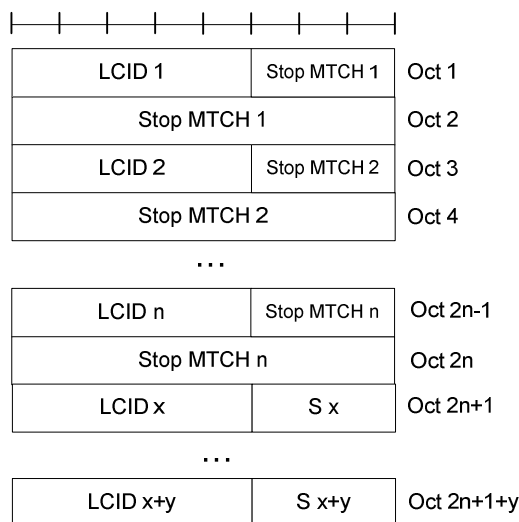 LCID 1 Stop MTCH 1 Oct 1
Stop MTCH 1 Oct 2
LCID 2 Stop MTCH 2 Oct 3
Stop MTCH 2 Oct 4
...
LCID n Stop MTCH n Oct 2n-1
Stop MTCH n Oct 2n
LCID x S x Oct 2n+1
...
LCID x+y S x+y Oct 2n+1+y